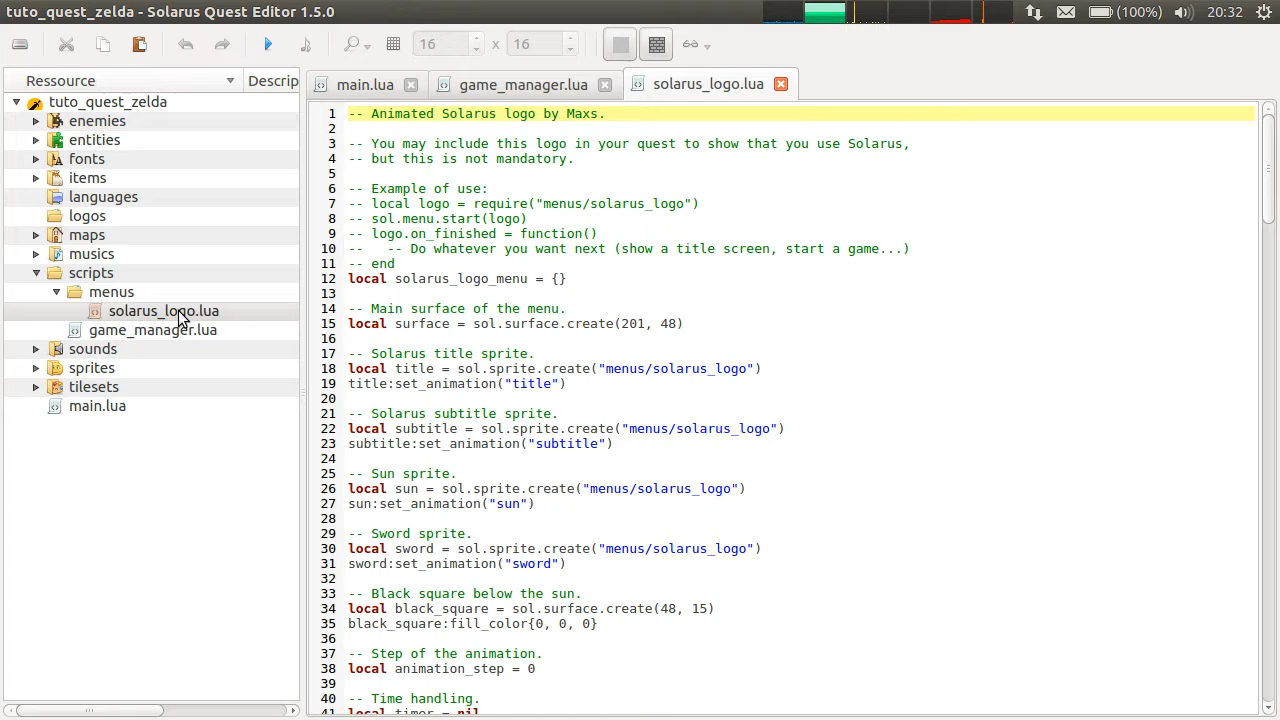 tuto_quest_zelda - Solarus Quest Editor 1.5.0
(100%)
20:32
16 x 16
Ressource
Descrip
tuto_quest_zelda
enemies
entities
fonts
items
languages
logos
maps
musics
scripts
menus
solarus_logo.lua
game_manager.lua
sounds
sprites
tilesets
main.lua
main.lua
game_manager.lua
solarus_logo.lua
1 -- Animated Solarus logo by Maxs.
2
3 -- You may include this logo in your quest to show that you use Solarus,
4 -- but this is not mandatory.
5
6 -- Example of use:
7 -- local logo = require("menus/solarus_logo")
8 -- sol.menu.start(logo)
9 -- logo.on_finished = function()
10 --   -- Do whatever you want next (show a title screen, start a game...)
11 -- end
12 local solarus_logo_menu = {}
13
14 -- Main surface of the menu.
15 local surface = sol.surface.create(201, 48)
16
17 -- Solarus title sprite.
18 local title = sol.sprite.create("menus/solarus_logo")
19 title:set_animation("title")
20
21 -- Solarus subtitle sprite.
22 local subtitle = sol.sprite.create("menus/solarus_logo")
23 subtitle:set_animation("subtitle")
24
25 -- Sun sprite.
26 local sun = sol.sprite.create("menus/solarus_logo")
27 sun:set_animation("sun")
28
29 -- Sword sprite.
30 local sword = sol.sprite.create("menus/solarus_logo")
31 sword:set_animation("sword")
32
33 -- Black square below the sun.
34 local black_square = sol.surface.create(48, 15)
35 black_square:fill_color{0, 0, 0}
36
37 -- Step of the animation.
38 local animation_step = 0
39
40 -- Time handling.
41 local timer = nil